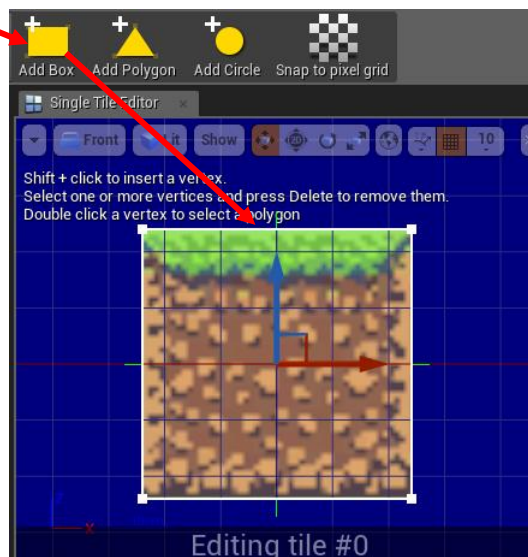 Add Box Add Polygon Add Circle Snap to pixel grid
Single Tile Editor ×
Front Lit Show 10
Shift + click to insert a vertex.
Select one or more vertices and press Delete to remove them.
Double click a vertex to select a polygon
X
Editing tile #0